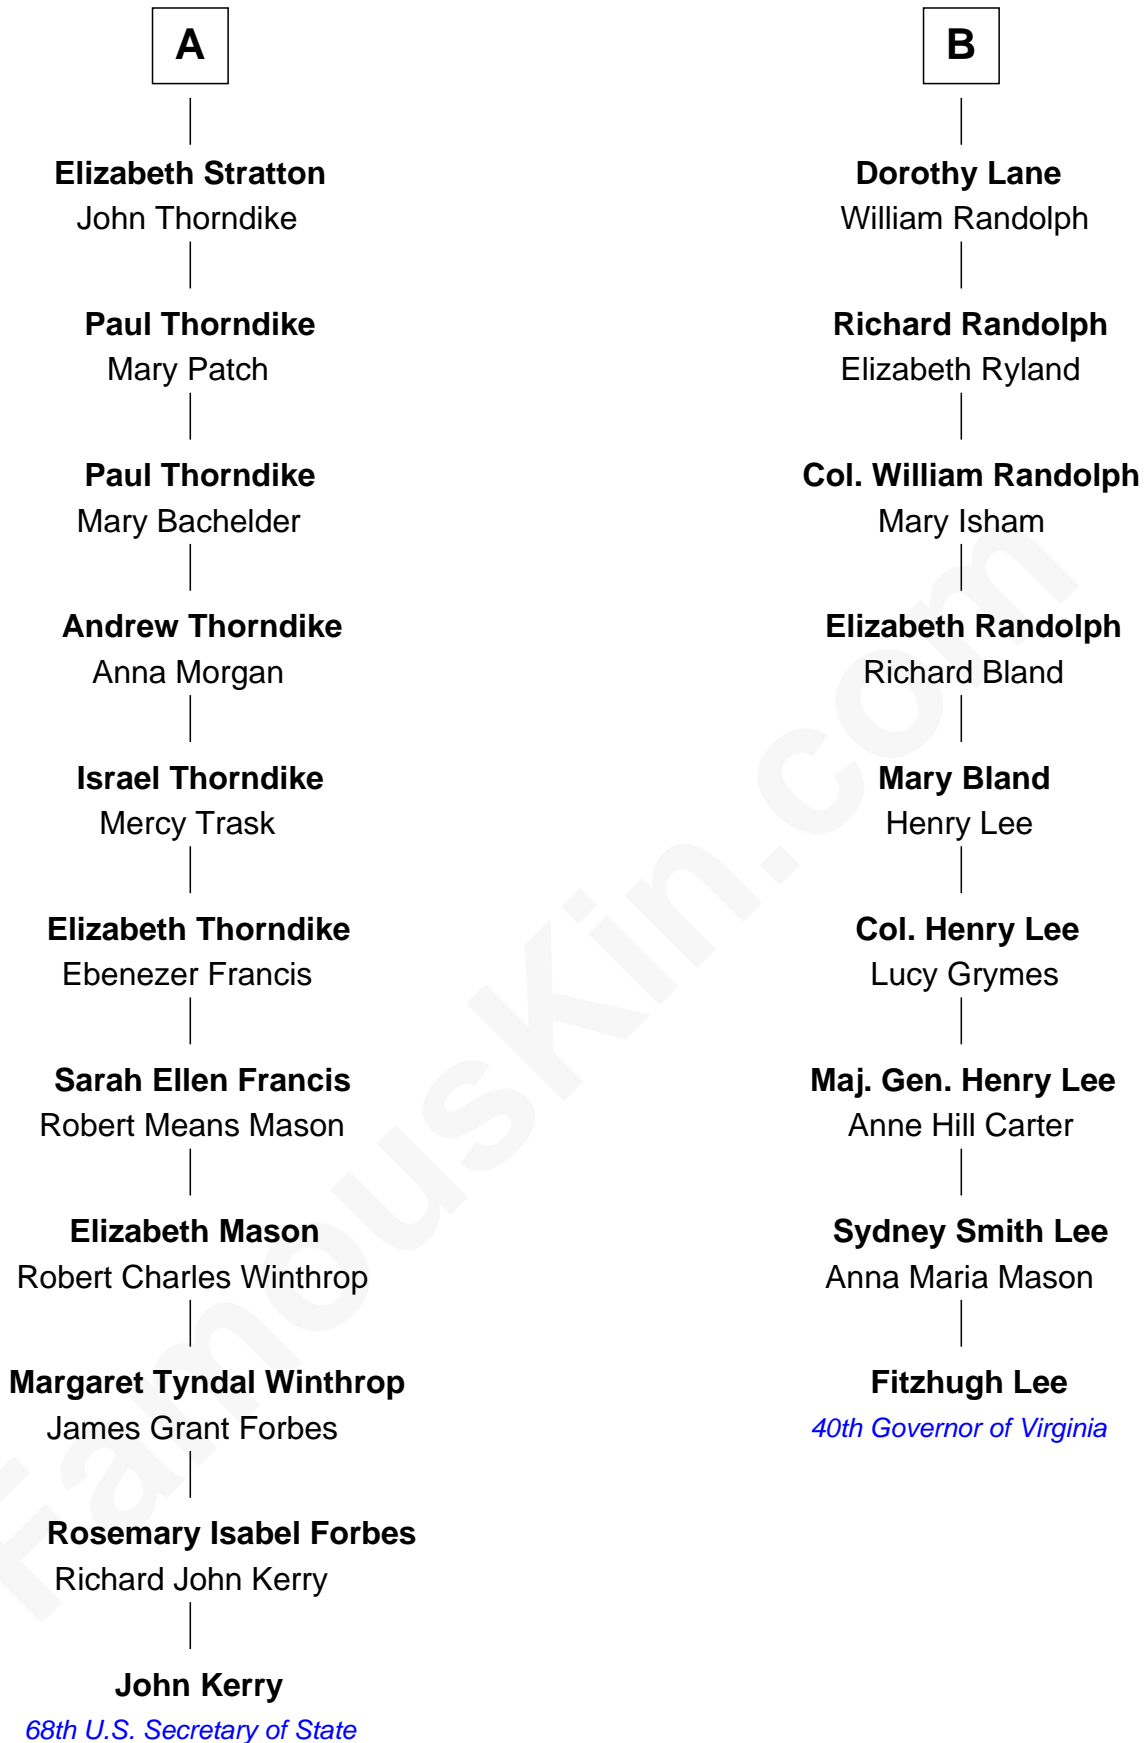 A
Elizabeth Stratton
John Thorndike
Paul Thorndike
Mary Patch
Paul Thorndike
Mary Bachelder
Andrew Thorndike
Anna Morgan
Israel Thorndike
Mercy Trask
Elizabeth Thorndike
Ebenezer Francis
Sarah Ellen Francis
Robert Means Mason
Elizabeth Mason
Robert Charles Winthrop
Margaret Tyndal Winthrop
James Grant Forbes
Rosemary Isabel Forbes
Richard John Kerry
John Kerry
68th U.S. Secretary of State
B
Dorothy Lane
William Randolph
Richard Randolph
Elizabeth Ryland
Col. William Randolph
Mary Isham
Elizabeth Randolph
Richard Bland
Mary Bland
Henry Lee
Col. Henry Lee
Lucy Grymes
Maj. Gen. Henry Lee
Anne Hill Carter
Sydney Smith Lee
Anna Maria Mason
Fitzhugh Lee
40th Governor of Virginia
FamousKin.com